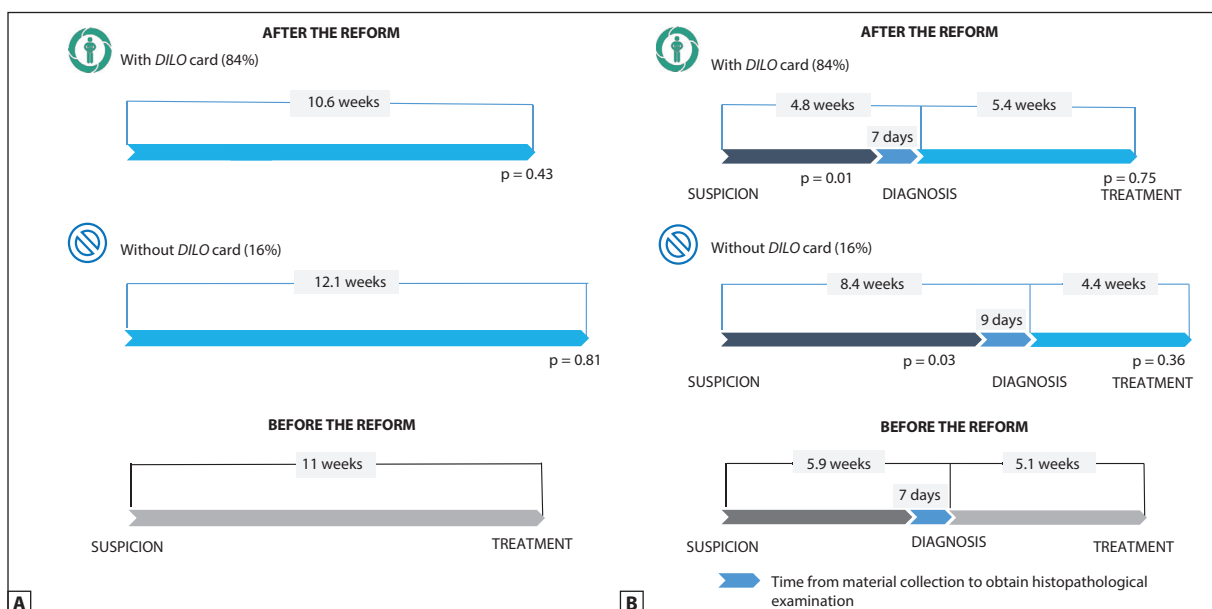 AFTER THE REFORM
With DILO card (84%)
10.6 weeks
p = 0.43
Without DILO card (16%)
12.1 weeks
p = 0.81
BEFORE THE REFORM
11 weeks
SUSPICION
TREATMENT
A
AFTER THE REFORM
With DILO card (84%)
4.8 weeks
5.4 weeks
7 days
p = 0.01
p = 0.75
SUSPICION
DIAGNOSIS
TREATMENT
Without DILO card (16%)
8.4 weeks
4.4 weeks
9 days
p = 0.03
p = 0.36
SUSPICION
DIAGNOSIS
TREATMENT
BEFORE THE REFORM
5.9 weeks
5.1 weeks
7 days
SUSPICION
DIAGNOSIS
TREATMENT
Time from material collection to obtain histopathological
examination
B